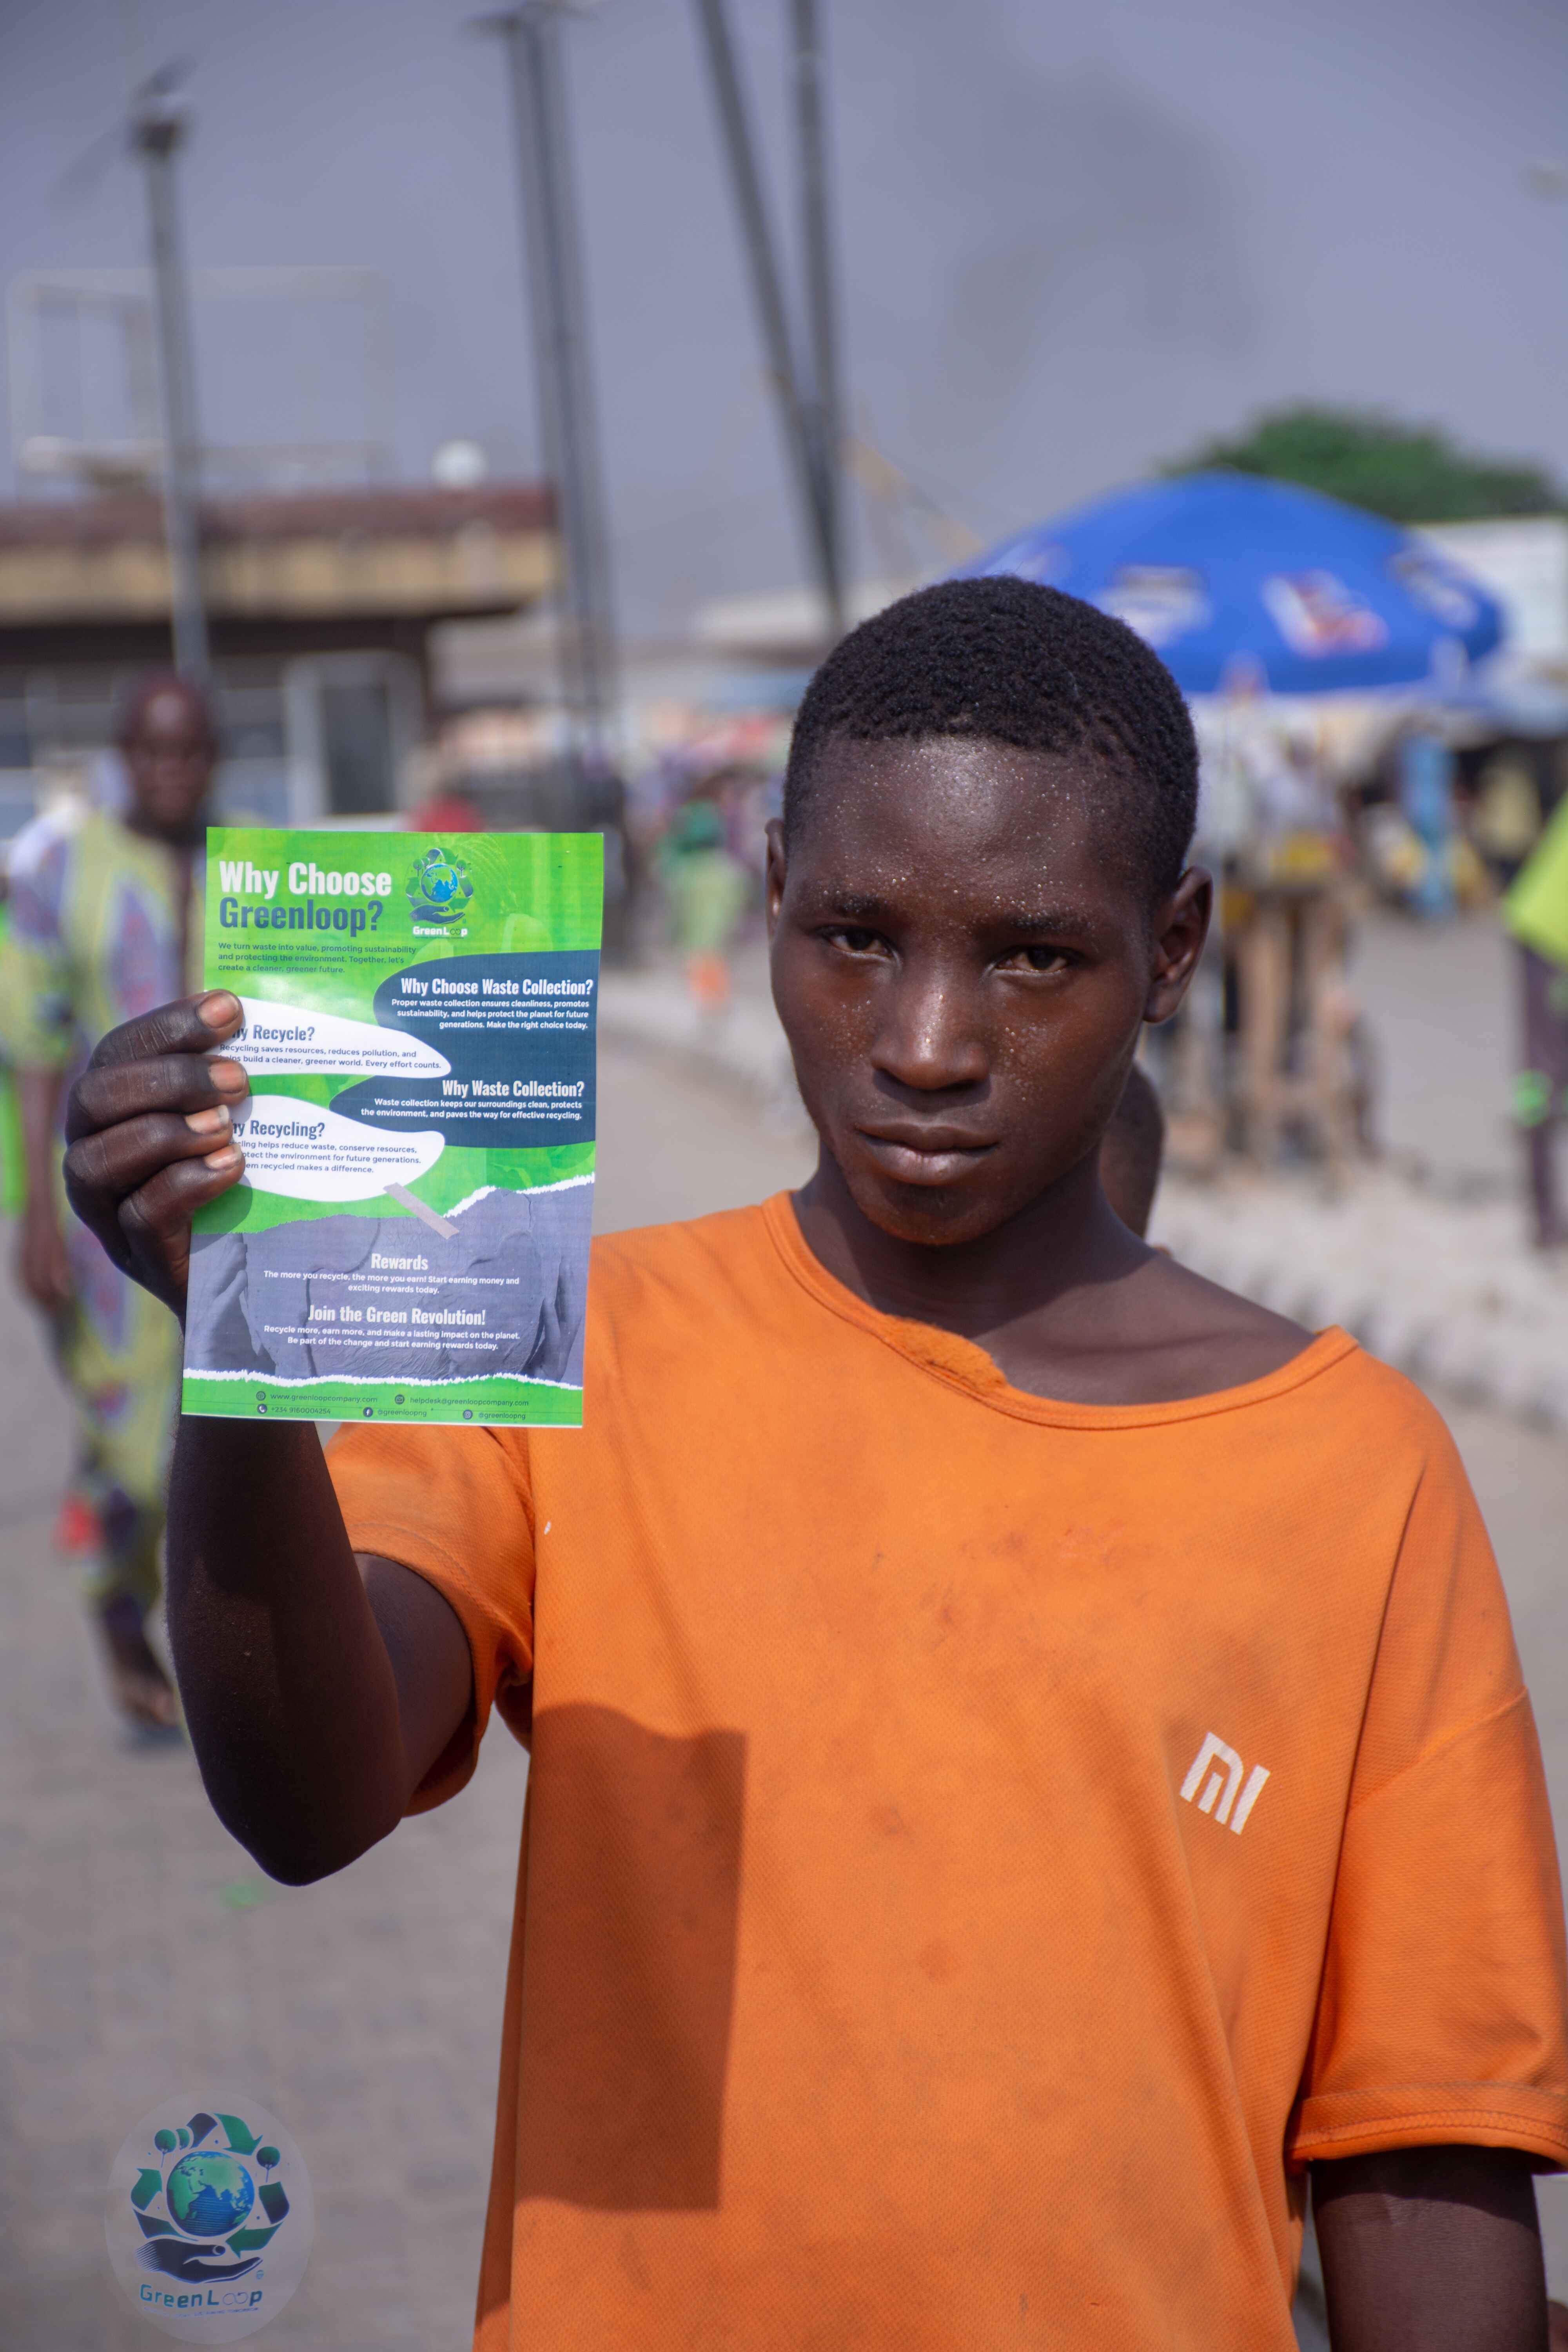 Why Choose
Greenloop?
Green Loop
We turn waste into value, promoting sustainability
and protecting the environment. Together, let's
create a cleaner, greener future.
Why Choose Waste Collection?
Proper waste collection ensures cleanliness, promotes
sustainability, and helps protect the planet for future
generations. Make the right choice today.
Recycle?
Recycling saves resources, reduces pollution, and
build a cleaner, greener world. Every effort counts.
Why Waste Collection?
Waste collection keeps our surroundings clean, protects
the environment, and paves the way for effective recycling.
Recycling?
helps reduce waste, conserve resources,
the environment for future generations.
recycled makes a difference.
Rewards
The more you recycle, the more you earn! Start earning money and
exciting rewards today.
Join the Green Revolution!
Recycle more, earn more, and make a lasting impact on the planet.
Be part of the change and start earning rewards today.
www.greenloopcompany.com helpdesk@greenloopcompany.com
+234 9160004254 @greenloopng @greenloopng
mi
Green Loop